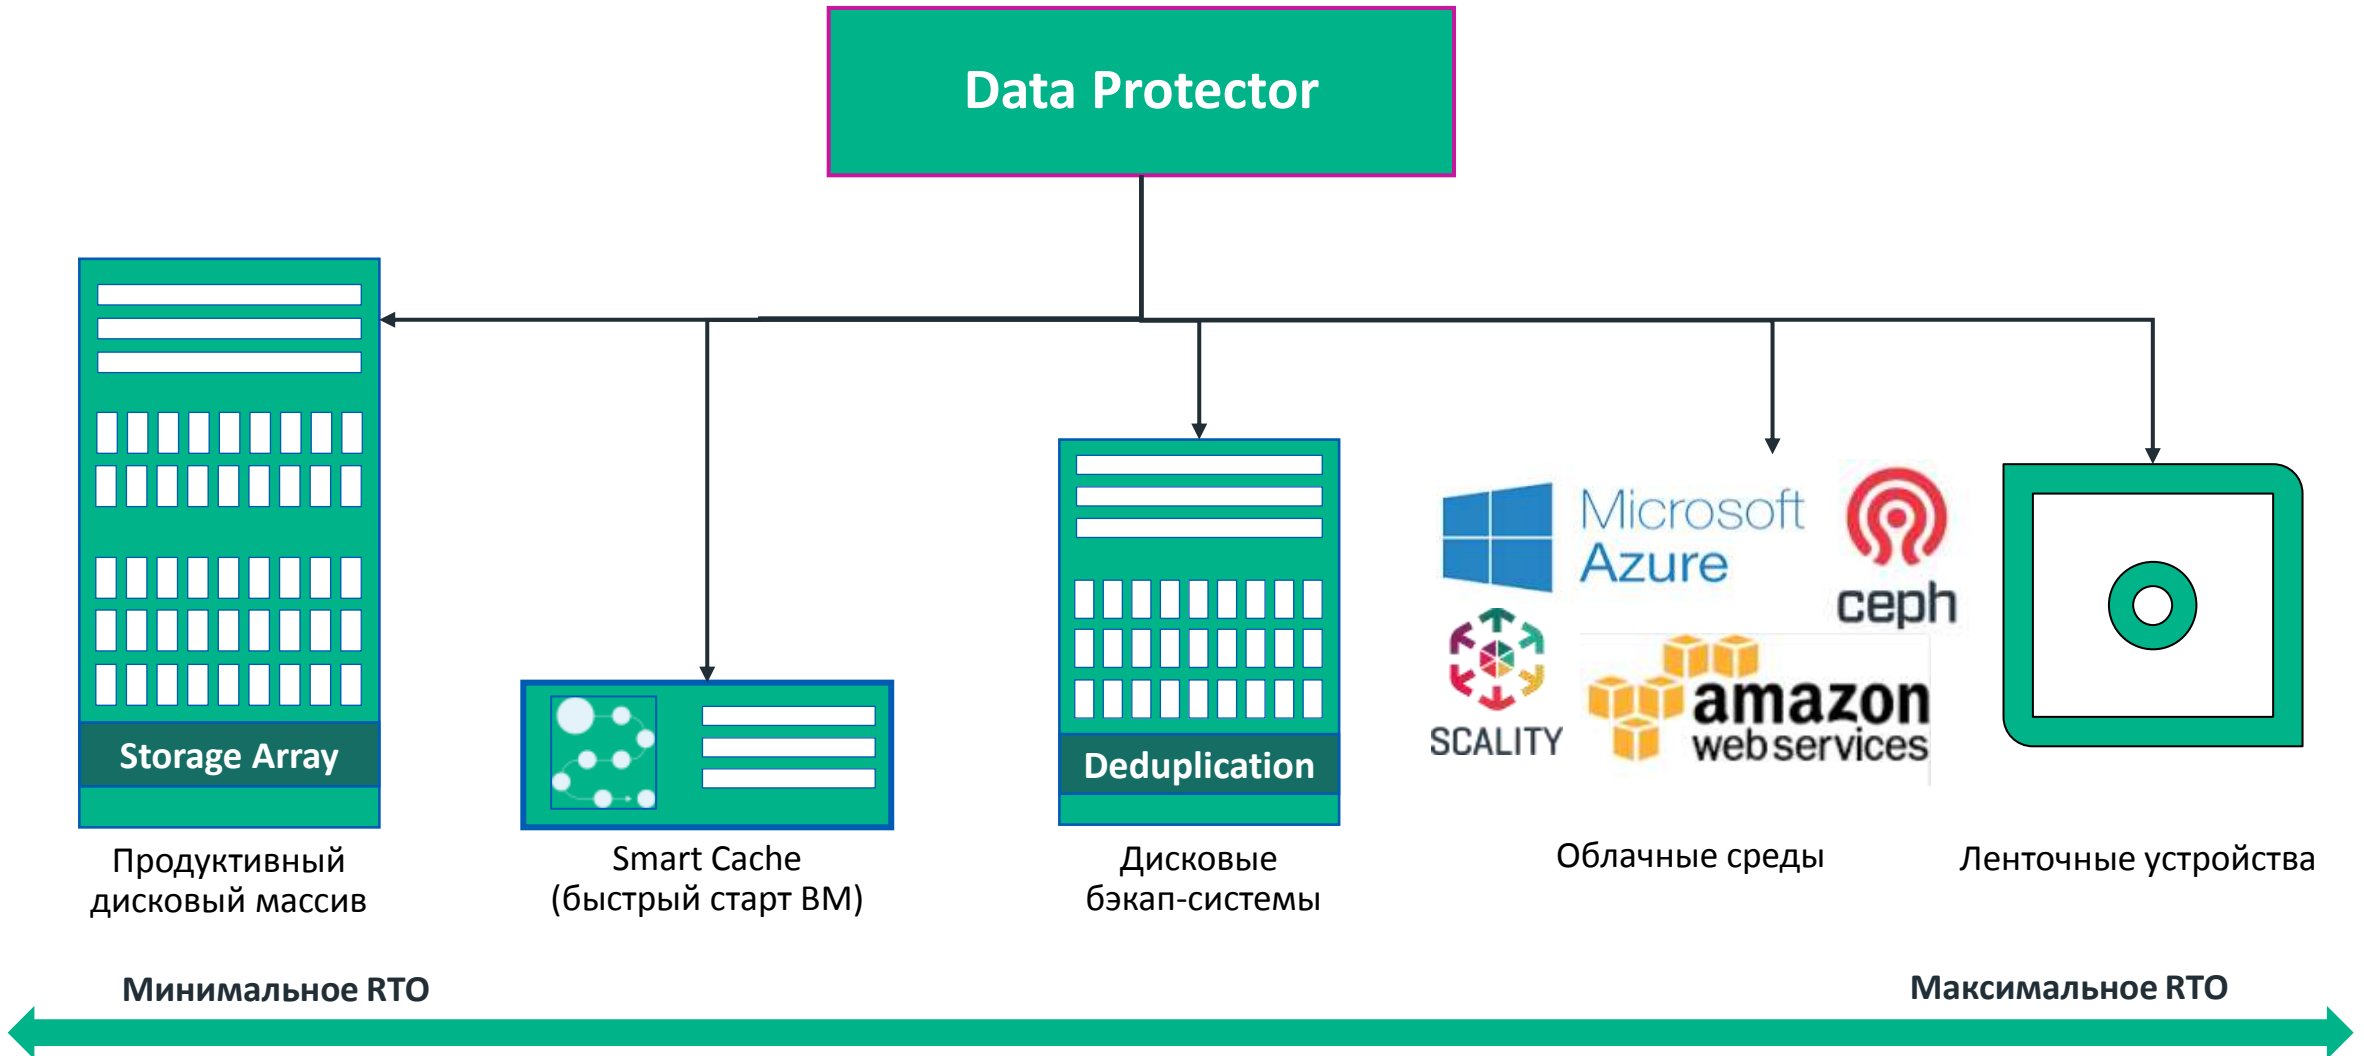 Data Protector
Storage Array
Deduplication
Microsoft
Azure
ceph
SCALITY
amazon
web services
Продуктивный
дисковый массив
Smart Cache
(быстрый старт ВМ)
Дисковые
бэкап-системы
Облачные среды
Ленточные устройства
Минимальное RTO
Максимальное RTO